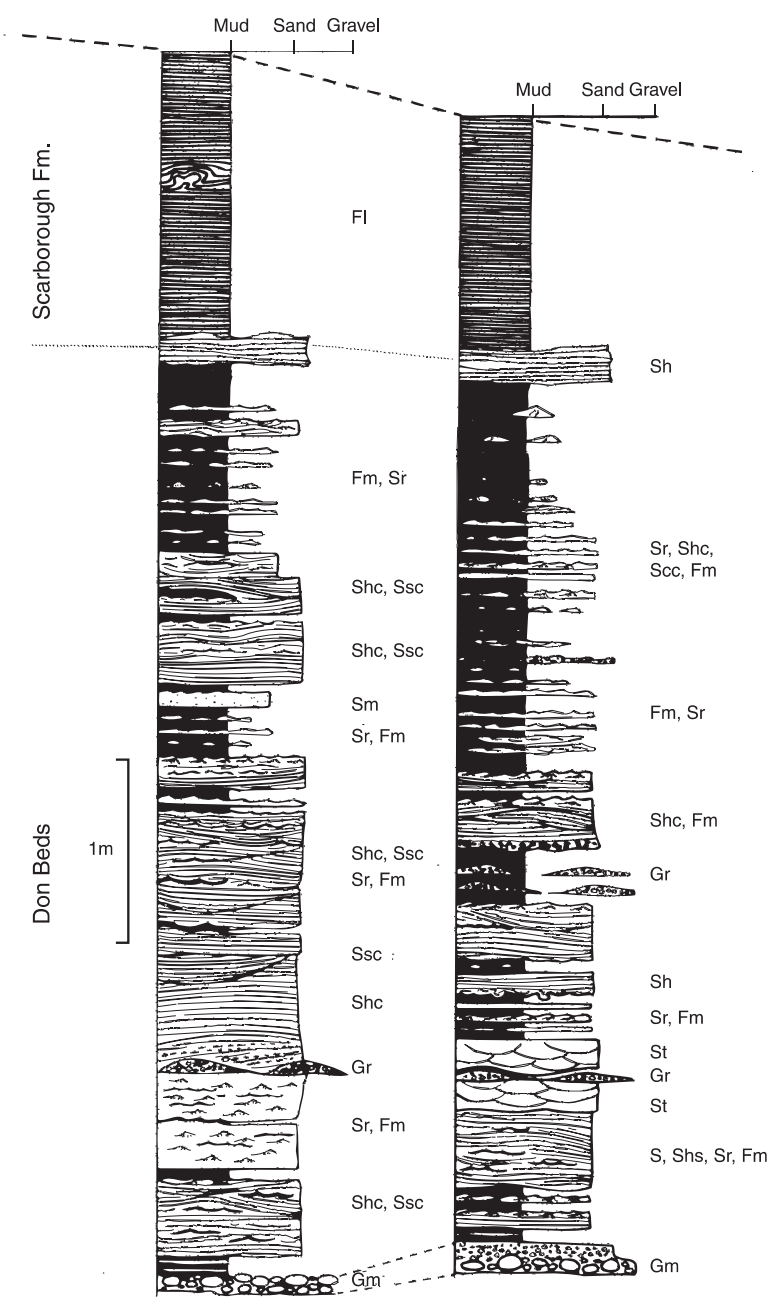 Mud Sand Gravel
Mud Sand Gravel
Scarborough Fm.
Fl
Sh
Fm, Sr
Sr, Shc,
Scc, Fm
Shc, Ssc
Shc, Ssc
Sm
Fm, Sr
Sr, Fm
Don Beds
1m
Shc, Fm
Shc, Ssc
Sr, Fm
Gr
Ssc
Sh
Shc
Sr, Fm
St
Gr
Gr
St
Sr, Fm
S, Shs, Sr, Fm
Shc, Ssc
Gm
Gm